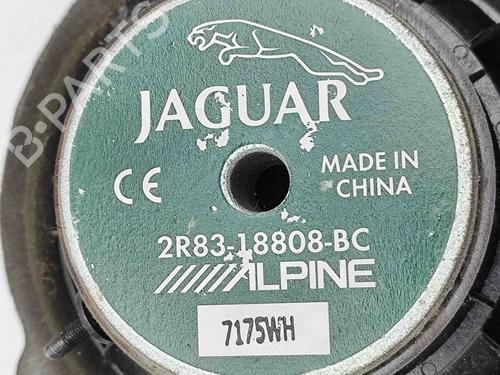 B-PARTS
JAGUAR
CE
MADE IN
CHINA
2R83-18808-BC
ALPINE
7175WH